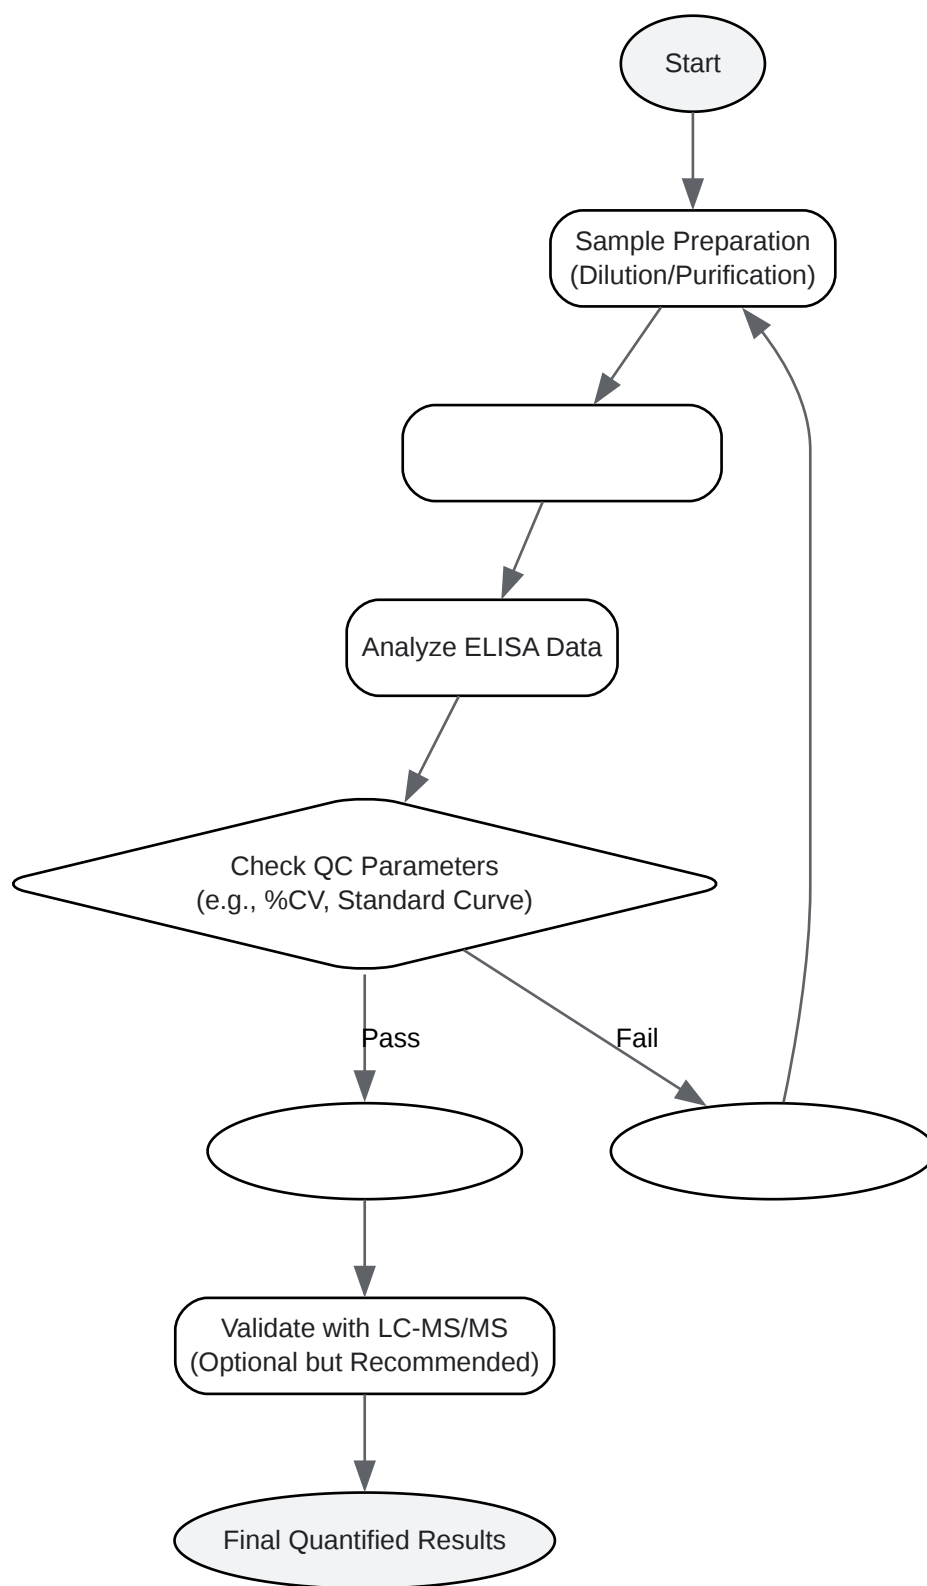 Start
Sample Preparation
(Dilution/Purification)
Analyze ELISA Data
Check QC Parameters
(e.g., %CV, Standard Curve)
Pass
Fail
Validate with LC-MS/MS
(Optional but Recommended)
Final Quantified Results